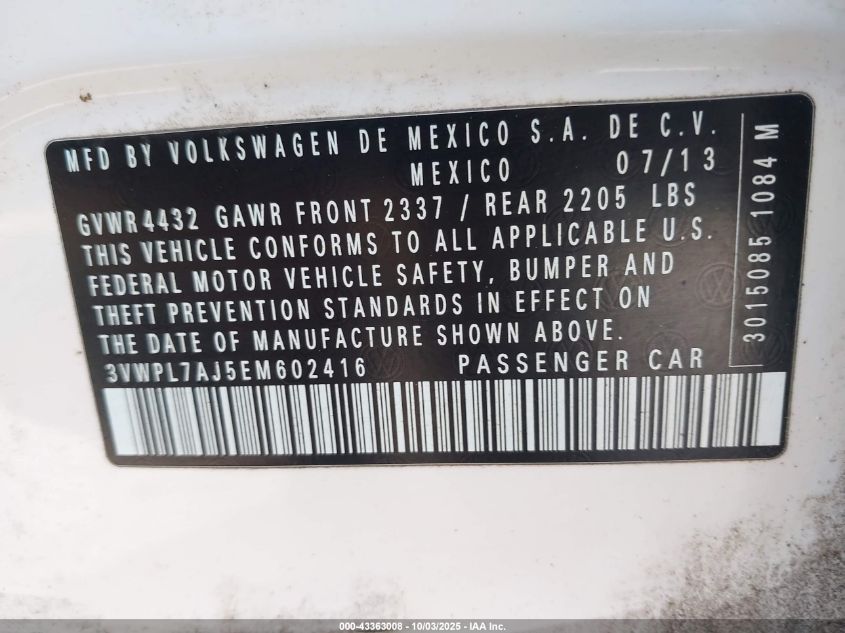 MFD BY VOLKSWAGEN DE MEXICO S.A. DE C.V.
MEXICO 07/13
GVWR4432 GAWR FRONT 2337 / REAR 2205 LBS
THIS VEHICLE CONFORMS TO ALL APPLICABLE U.S.
FEDERAL MOTOR VEHICLE SAFETY, BUMPER AND
THEFT PREVENTION STANDARDS IN EFFECT ON
THE DATE OF MANUFACTURE SHOWN ABOVE.
3VWPL7AJ5EM602416 PASSENGER CAR
3015085 1084 M
000-43363008 - 10/03/2025 - IAA Inc.